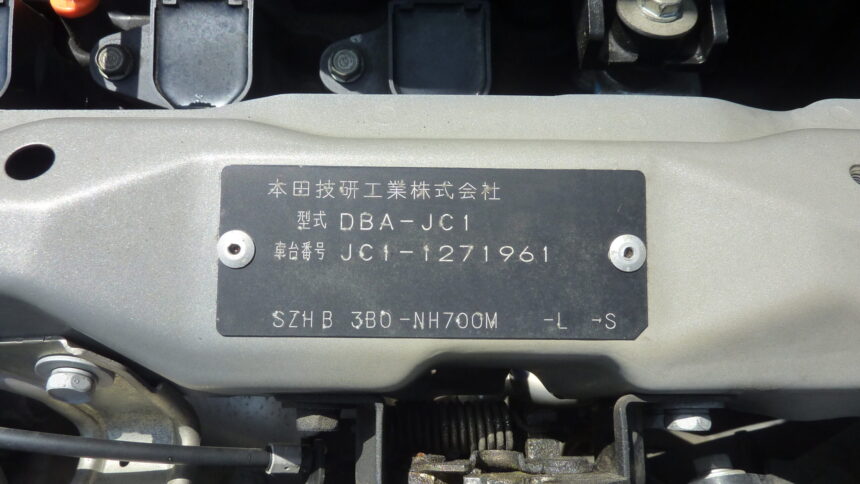 本田技研工業株式会社
型式 DBA-JC1
車台番号 JC1-1271961
SZHB 3B0-NH700M -L -S